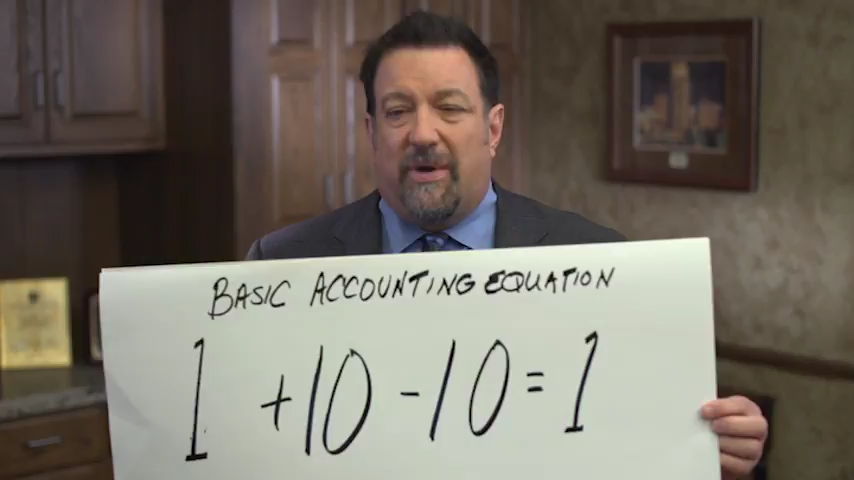 BASIC ACCOUNTING EQUATION
1 +10 -10 = 1